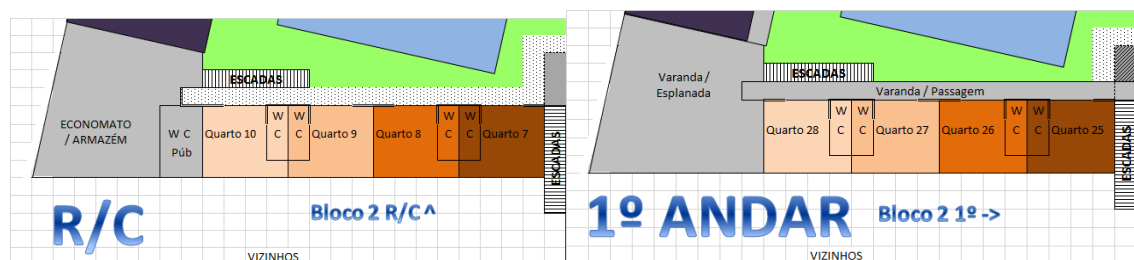 ESCADAS
ECONOMATO
/ ARMAZÉM
W C
Púb
Quarto 10
W
C
W
C
Quarto 9
Quarto 8
W
C
W
C
Quarto 7
ESCADAS
R/C
Bloco 2 R/C ^
VIZINHOS
Varanda /
Esplanada
ESCADAS
Varanda / Passagem
Quarto 28
W
C
W
C
Quarto 27
Quarto 26
W
C
W
C
Quarto 25
ESCADAS
1º ANDAR
Bloco 2 1º ->
VIZINHOS